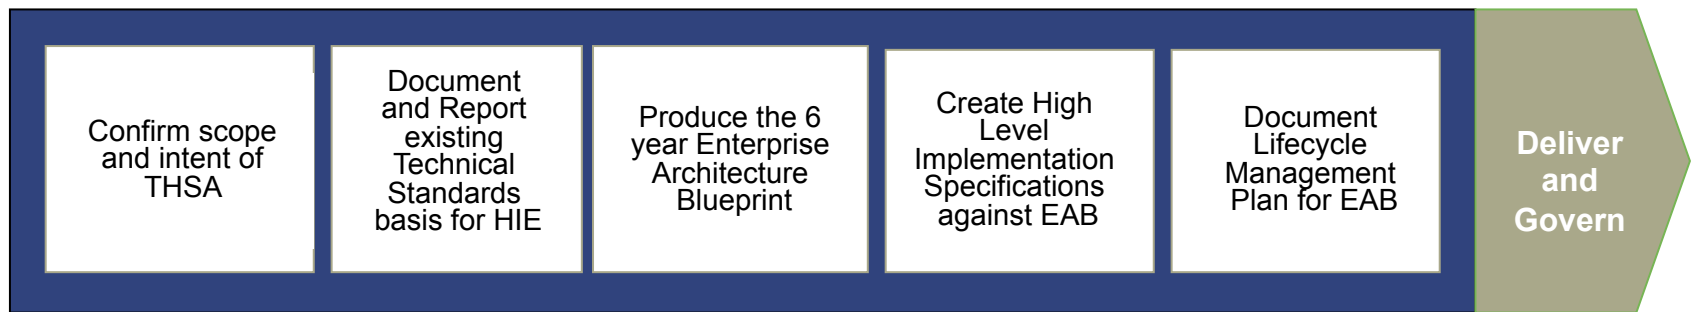 Confirm scope
and intent of
THSA
Document
and Report
existing
Technical
Standards
basis for HIE
Produce the 6
year Enterprise
Architecture
Blueprint
Create High
Level
Implementation
Specifications
against EAB
Document
Lifecycle
Management
Plan for EAB
Deliver
and
Govern